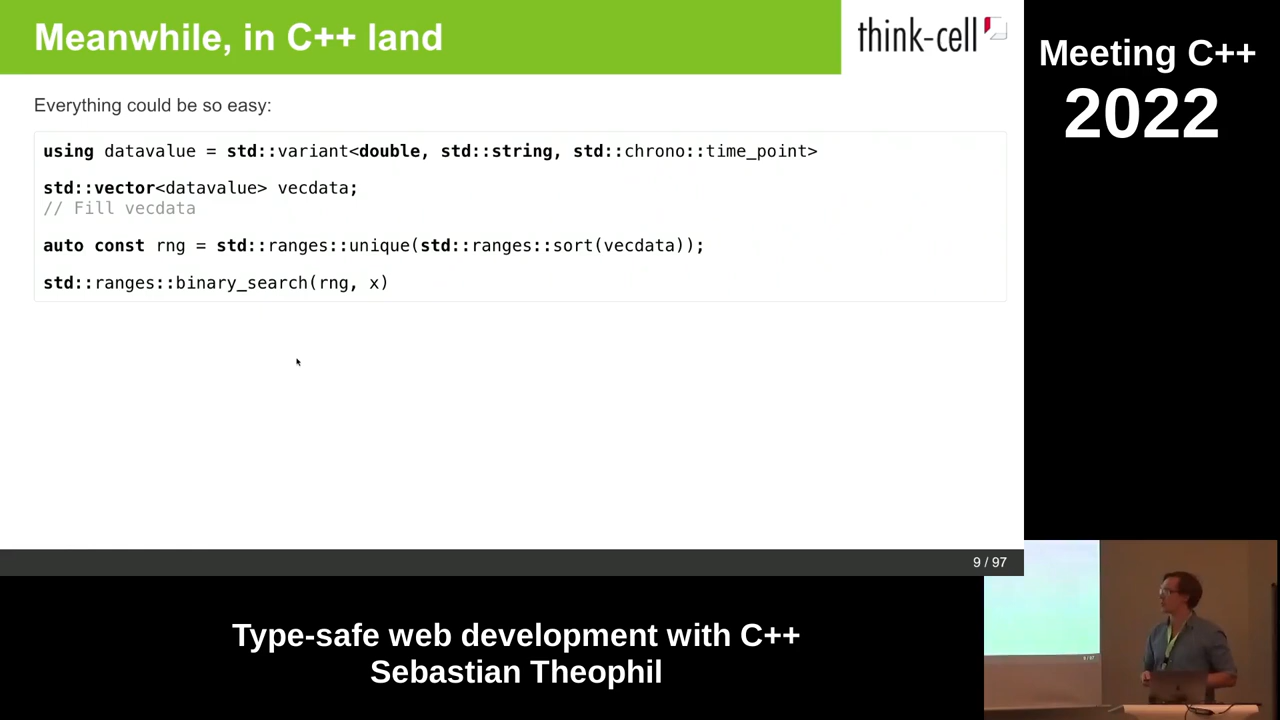 Meanwhile, in C++ land
think-cell
Meeting C++
2022
Everything could be so easy:
using datavalue = std::variant<double, std::string, std::chrono::time_point>
std::vector<datavalue> vecdata;
// Fill vecdata
auto const rng = std::ranges::unique(std::ranges::sort(vecdata));
std::ranges::binary_search(rng, x)
9 / 97
Type-safe web development with C++
Sebastian Theophil